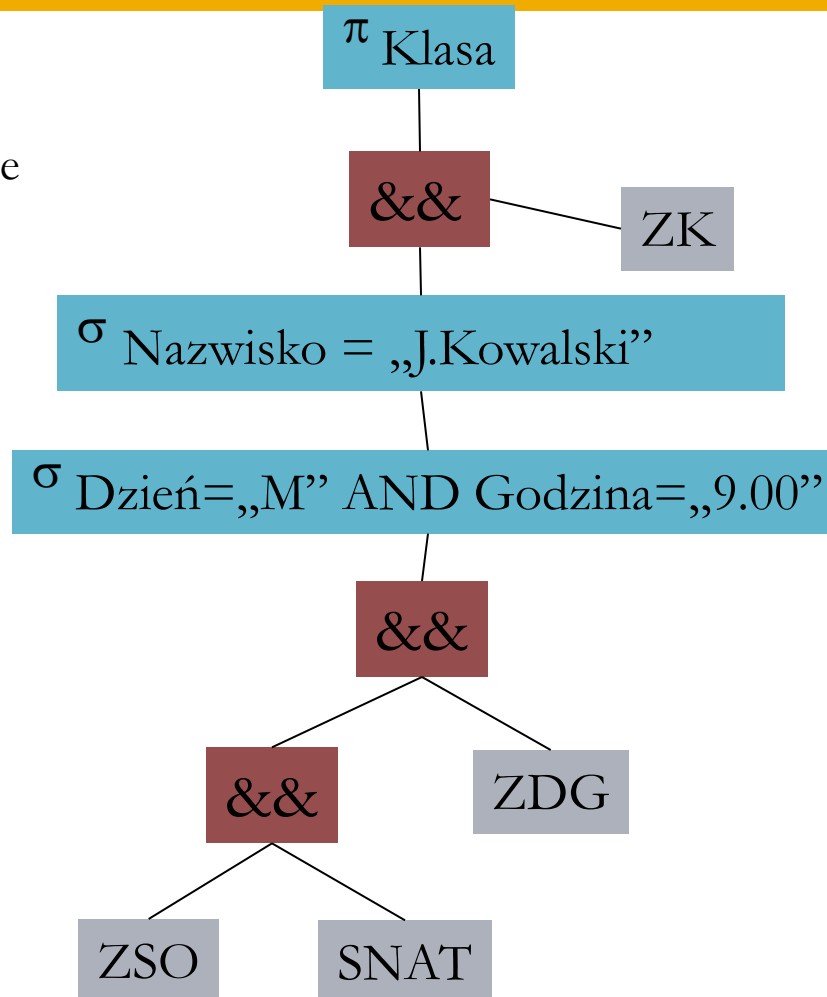 π Klasa
e
&&
ZK
σ Nazwisko = „J.Kowalski”
σ Dzień=„M” AND Godzina=„9.00”
&&
&&
ZDG
ZSO
SNAT